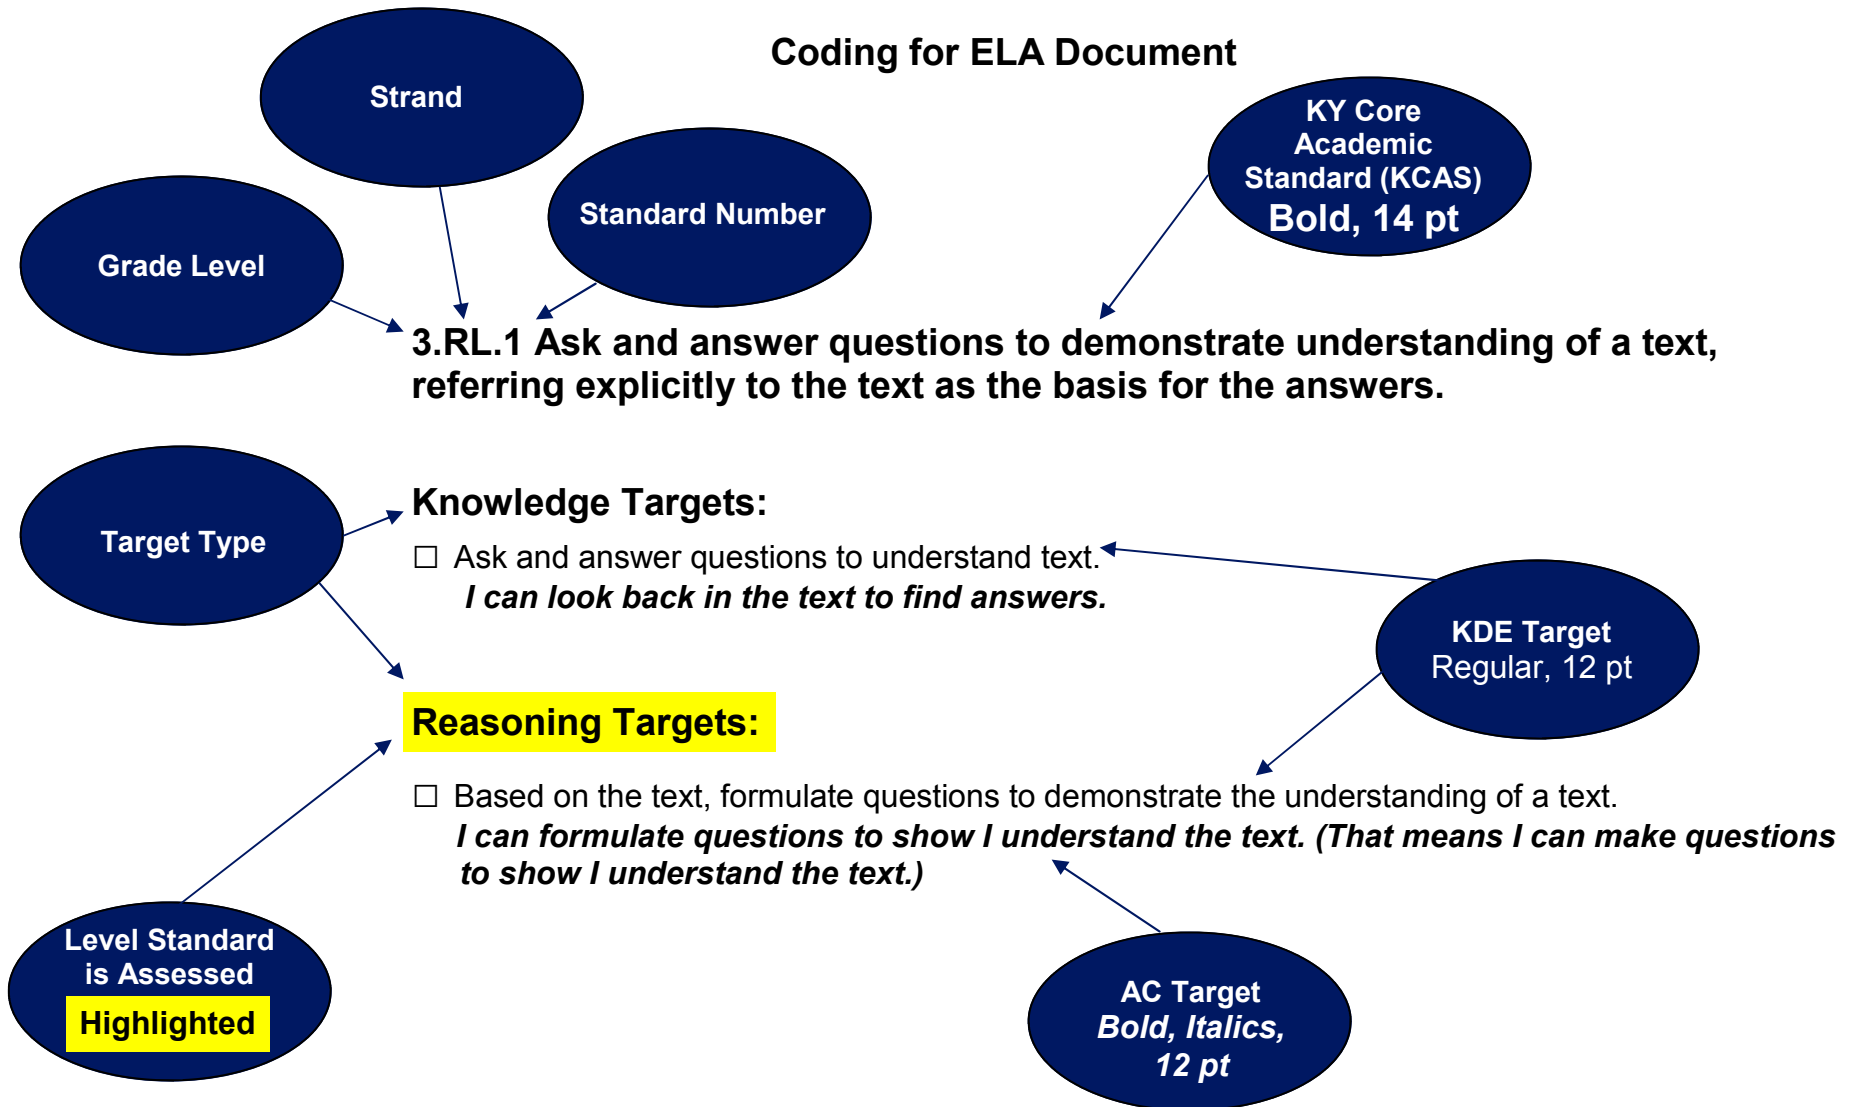 Coding for ELA Document
Strand
KY Core
Academic
Standard (KCAS)
Bold, 14 pt
Standard Number
Grade Level
3.RL.1 Ask and answer questions to demonstrate understanding of a text,
referring explicitly to the text as the basis for the answers.
Target Type
Knowledge Targets:
☐ Ask and answer questions to understand text.
I can look back in the text to find answers.
KDE Target
Regular, 12 pt
Reasoning Targets:
☐ Based on the text, formulate questions to demonstrate the understanding of a text.
I can formulate questions to show I understand the text. (That means I can make questions
to show I understand the text.)
Level Standard
is Assessed
Highlighted
AC Target
Bold, Italics,
12 pt